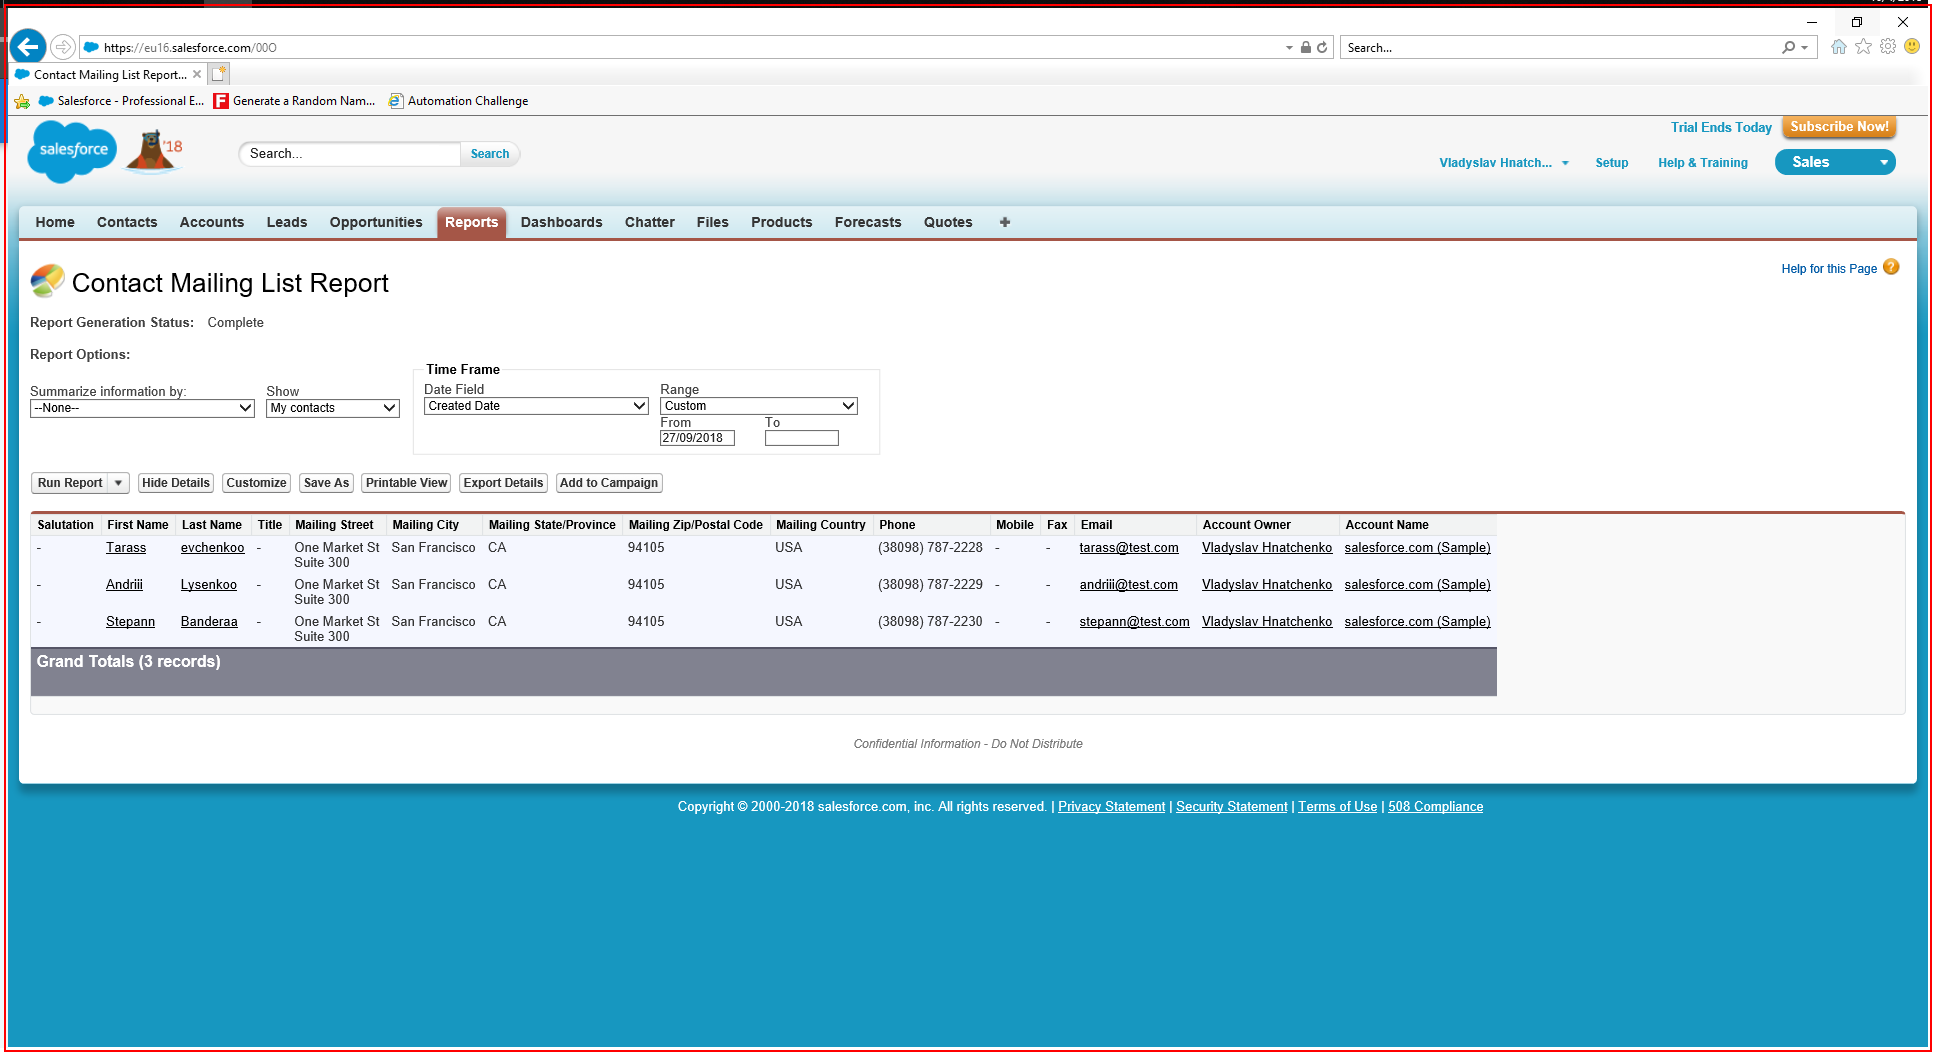 https://eu16.salesforce.com/00O
Search...
Contact Mailing List Report...
Salesforce - Professional E...
Generate a Random Nam...
Automation Challenge
salesforce
'18
Search...
Search
Trial Ends Today
Subscribe Now!
Vladyslav Hnatch...
Setup
Help & Training
Sales
Home Contacts Accounts Leads Opportunities Reports Dashboards Chatter Files Products Forecasts Quotes
Contact Mailing List Report
Help for this Page
Report Generation Status: Complete
Report Options:
Time Frame
Summarize information by:
Show
Date Field
Range
--None--
My contacts
Created Date
Custom
From
To
27/09/2018
Run Report
Hide Details
Customize
Save As
Printable View
Export Details
Add to Campaign
Salutation First Name Last Name Title Mailing Street Mailing City Mailing State/Province Mailing Zip/Postal Code Mailing Country Phone Mobile Fax Email Account Owner Account Name
- Tarass evchenkoo - One Market St San Francisco CA 94105 USA (38098) 787-2228 - - tarass@test.com Vladyslav Hnatchenko salesforce.com (Sample)
Suite 300
- Andriii Lysenkoo - One Market St San Francisco CA 94105 USA (38098) 787-2229 - - andriii@test.com Vladyslav Hnatchenko salesforce.com (Sample)
Suite 300
- Stepann Banderaa - One Market St San Francisco CA 94105 USA (38098) 787-2230 - - stepann@test.com Vladyslav Hnatchenko salesforce.com (Sample)
Suite 300
Grand Totals (3 records)
Confidential Information - Do Not Distribute
Copyright © 2000-2018 salesforce.com, inc. All rights reserved. | Privacy Statement | Security Statement | Terms of Use | 508 Compliance